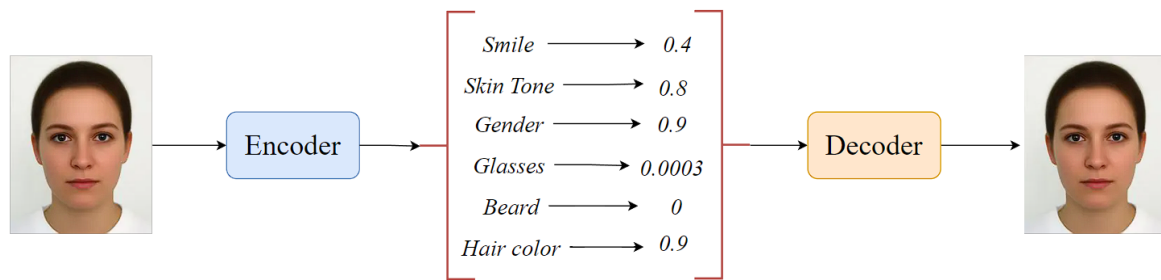 Smile 0.4
Skin Tone 0.8
Gender 0.9
Encoder
Decoder
Glasses 0.0003
Beard 0
Hair color 0.9